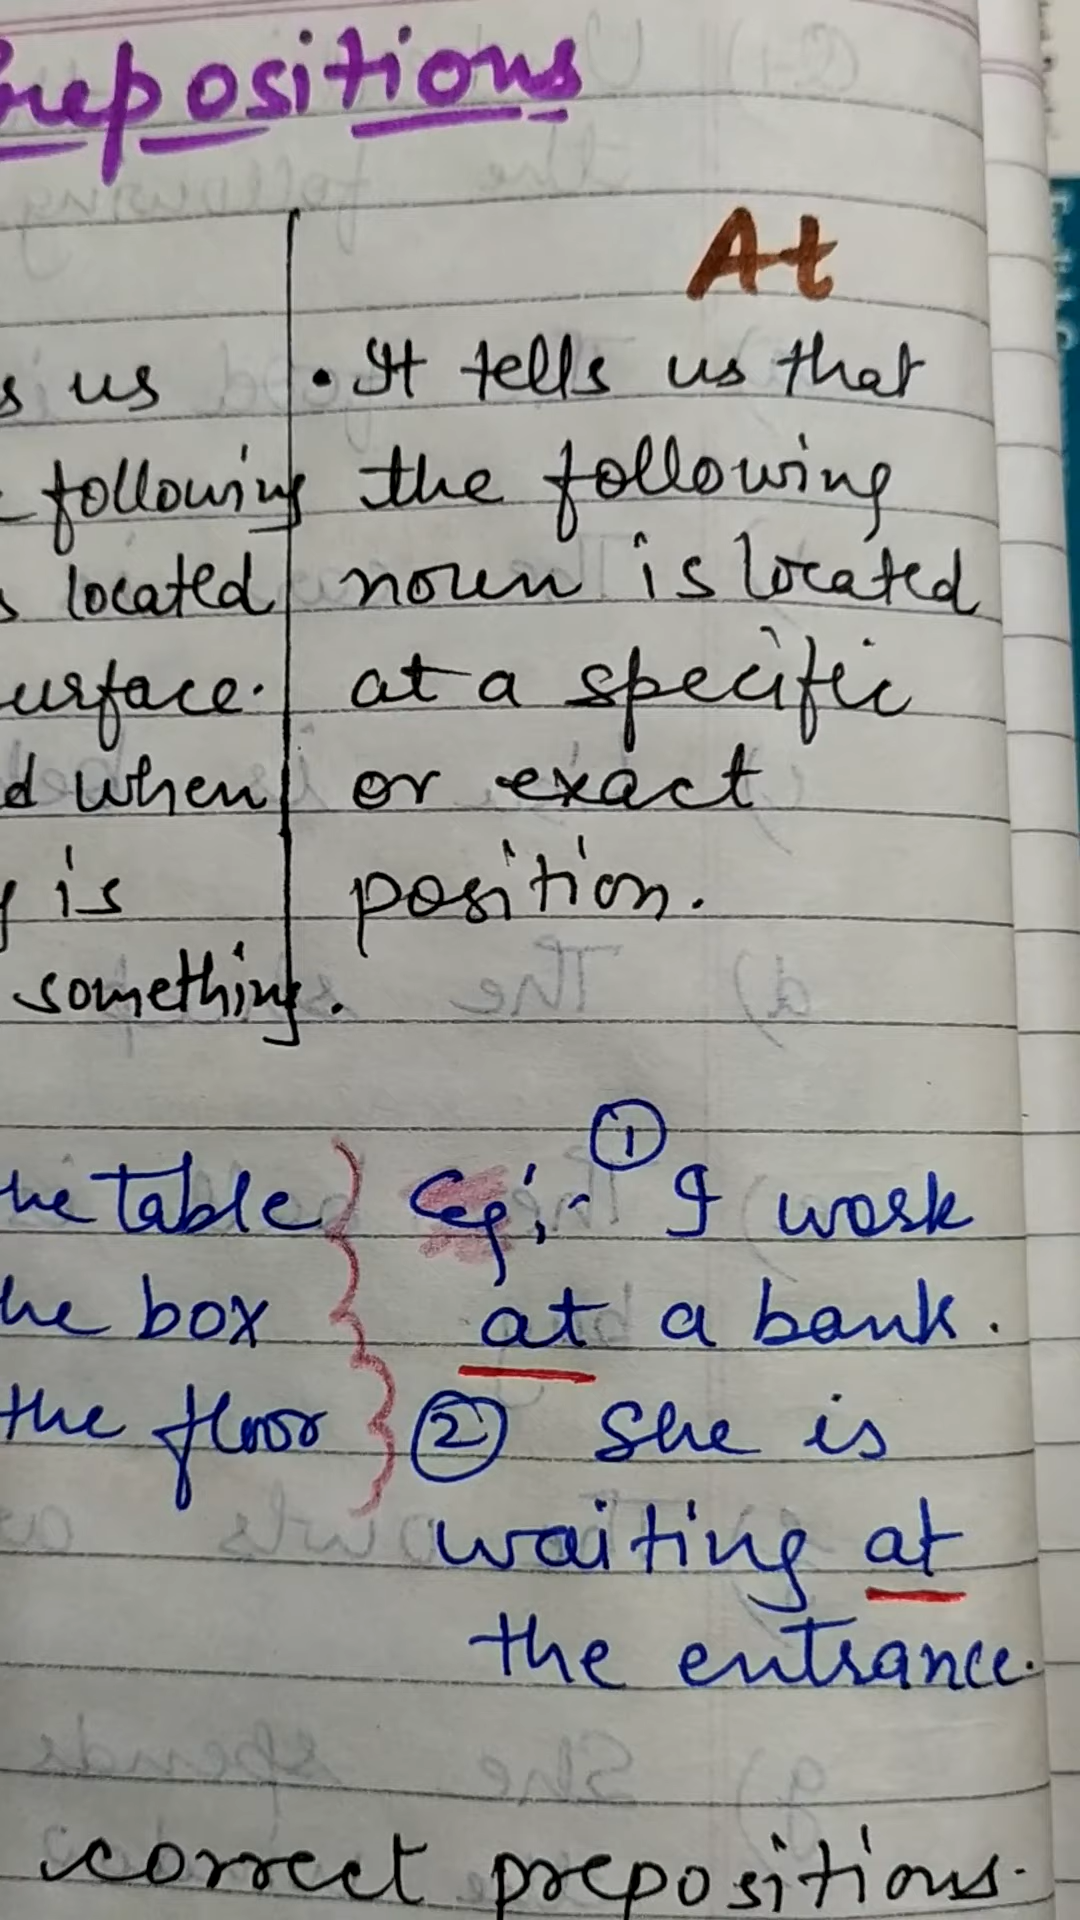 Prepositions
At
s us
• It tells us that
following
the following
located
noun is located
urface.
at a specific
d when
or exact
y is
position.
something.
he table
Eg:- ① I work
he box
at a bank.
the floor
② She is
waiting at
the entrance.
correct prepositions.